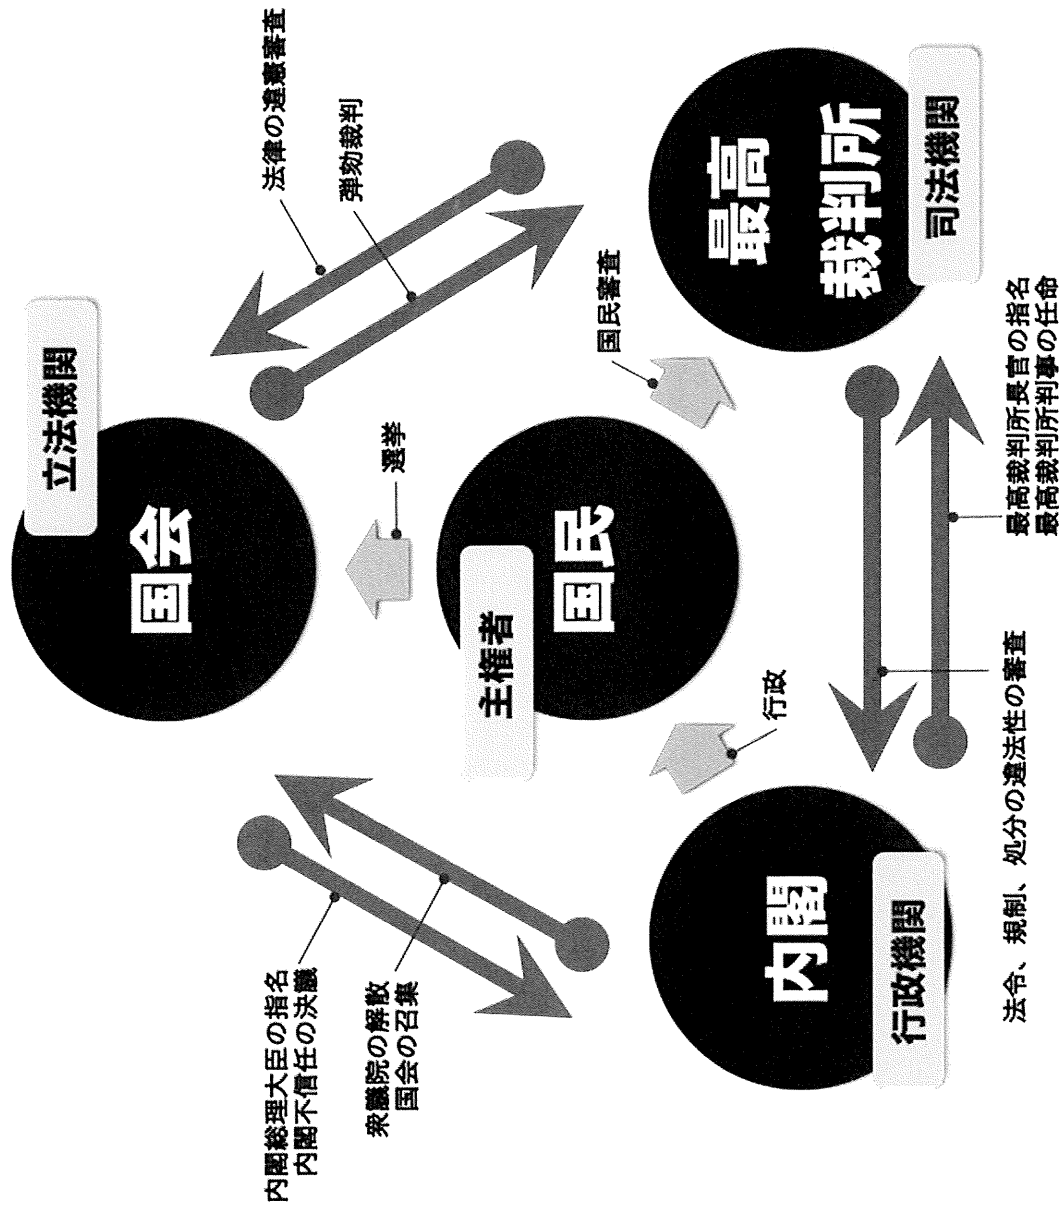 立法機関
国会
内閣総理大臣の指名
内閣不信任の決議
衆議院の解散
国会の召集
法律の違憲審査
弾劾裁判
選挙
主権者
国民
行政
国民審査
内閣
行政機関
最高
裁判所
司法機関
法令、規制、処分の違法性の審査
最高裁判所長官の指名
最高裁判所判事の任命